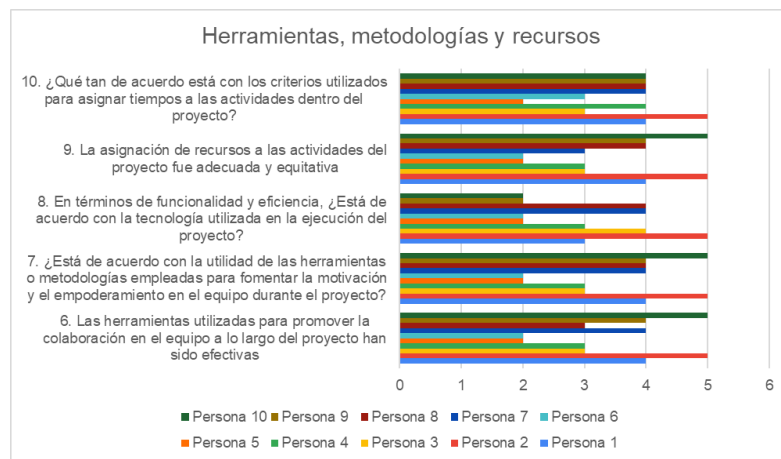 Herramientas, metodologías y recursos
10. ¿Qué tan de acuerdo está con los criterios utilizados
para asignar tiempos a las actividades dentro del
proyecto?
9. La asignación de recursos a las actividades del
proyecto fue adecuada y equitativa
8. En términos de funcionalidad y eficiencia, ¿Está de
acuerdo con la tecnología utilizada en la ejecución del
proyecto?
7. ¿Está de acuerdo con la utilidad de las herramientas
o metodologías empleadas para fomentar la motivación
y el empoderamiento en el equipo durante el proyecto?
6. Las herramientas utilizadas para promover la
colaboración en el equipo a lo largo del proyecto han
sido efectivas
0 1 2 3 4 5 6
Persona 10 Persona 9 Persona 8 Persona 7 Persona 6
Persona 5 Persona 4 Persona 3 Persona 2 Persona 1